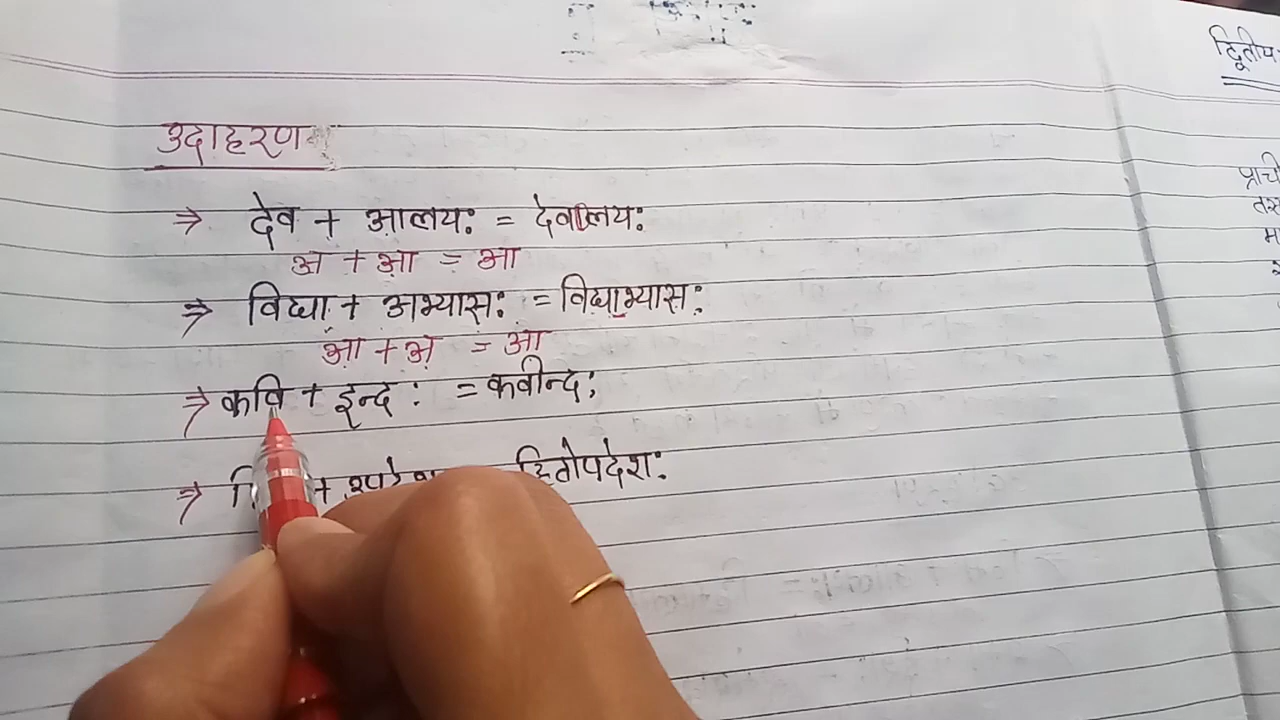 उदाहरण
⇒ देव + आलयः = देवालयः
अ + आ = आ
⇒ विद्या + अभ्यासः = विद्याभ्यासः
आ + अ = आ
⇒ कवि + इन्दः = कवीन्दः
⇒ + = हितोपदेशः
द्वितीय
प्राची